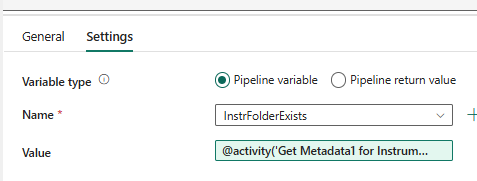 General Settings
Variable type Pipeline variable Pipeline return value
Name * InstrFolderExists
Value @activity('Get Metadata1 for Instrum...